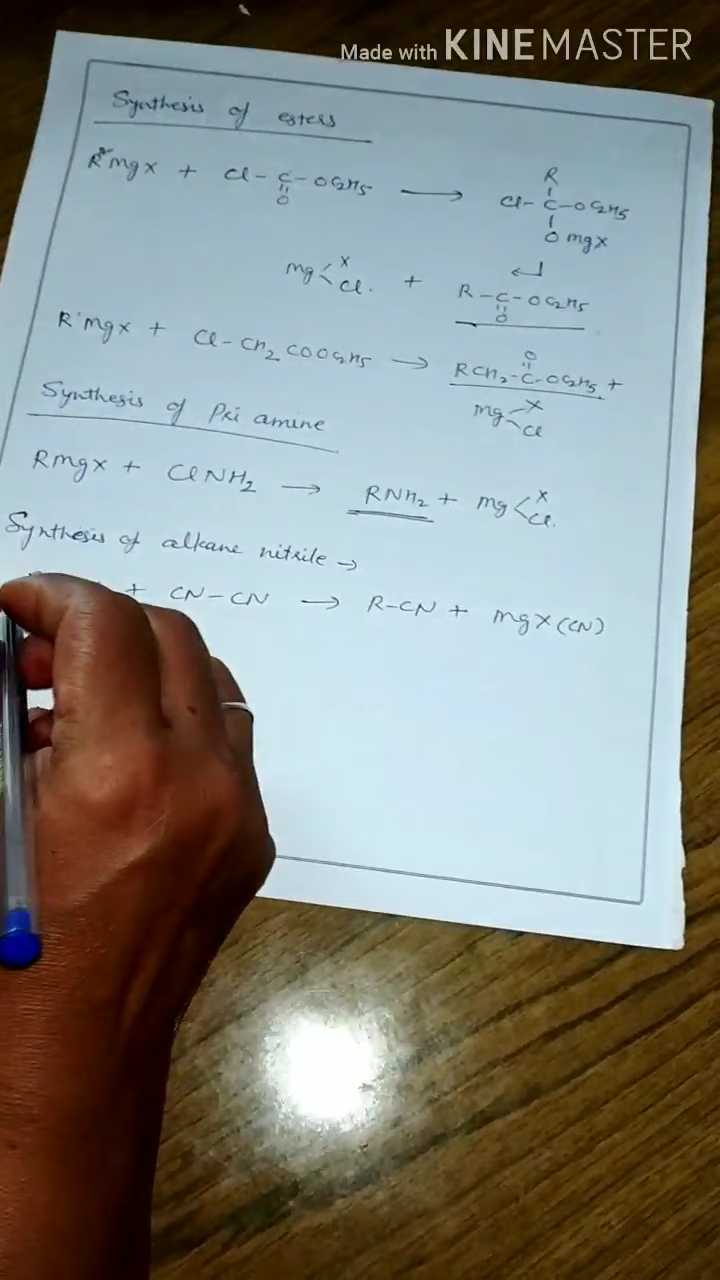 Made with KINEMASTER
Synthesis of esters
R'mgx + Cl-C-OC2H5 → Cl-C-OC2H5
O
R
O mgx
mg x Cl. + R-C-OC2H5
O
R'mgx + Cl-CH2COOC2H5 → RCH2-C-OC2H5 +
O
mg x Cl
Synthesis of Pri amine
Rmgx + ClNH2 → RNH2 + mg x Cl.
Synthesis of alkane nitrile →
+ CN-CN → R-CN + mgx(CN)